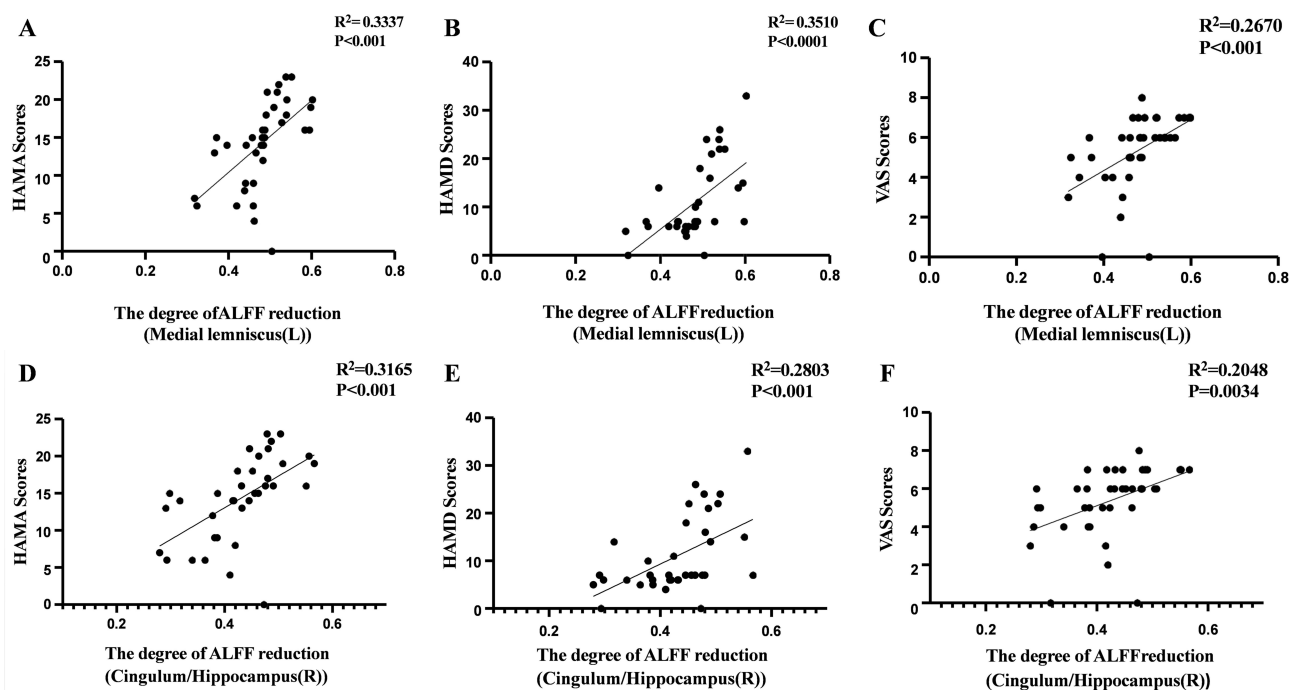 A
R²= 0.3337
P<0.001
HAMA Scores
25
20
15
10
5
0
0.0 0.2 0.4 0.6 0.8
The degree ofALFF reduction
(Medial lemniscus(L))
B
R²=0.3510
P<0.0001
HAMD Scores
40
30
20
10
0
0.0 0.2 0.4 0.6 0.8
The degree of ALFFreduction
(Medial lemniscus(L))
C
R²=0.2670
P<0.001
VAS Scores
10
8
6
4
2
0
0.0 0.2 0.4 0.6 0.8
The degree ofALFF reduction
(Medial lemniscus(L))
D
R²=0.3165
P<0.001
HAMA Scores
25
20
15
10
5
0
0.2 0.4 0.6
The degree of ALFF reduction
(Cingulum/Hippocampus(R))
E
R²=0.2803
P<0.001
HAMD Scores
40
30
20
10
0
0.2 0.4 0.6
The degree of ALFF reduction
(Cingulum/Hippocampus(R))
F
R²=0.2048
P=0.0034
VAS Scores
10
8
6
4
2
0
0.2 0.4 0.6
The degree of ALFFreduction
(Cingulum/Hippocampus(R))